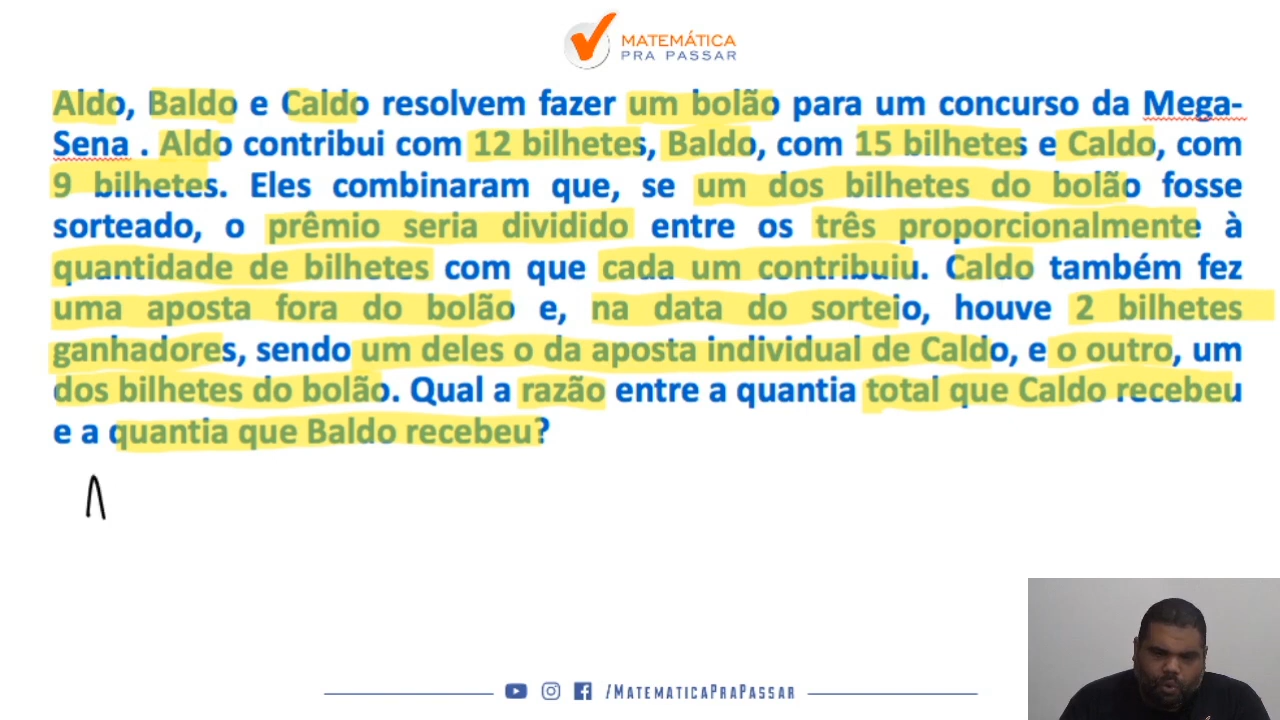 MATEMÁTICA
PRA PASSAR
Aldo, Baldo e Caldo resolvem fazer um bolão para um concurso da Mega-
Sena . Aldo contribui com 12 bilhetes, Baldo, com 15 bilhetes e Caldo, com
9 bilhetes. Eles combinaram que, se um dos bilhetes do bolão fosse
sorteado, o prêmio seria dividido entre os três proporcionalmente à
quantidade de bilhetes com que cada um contribuiu. Caldo também fez
uma aposta fora do bolão e, na data do sorteio, houve 2 bilhetes
ganhadores, sendo um deles o da aposta individual de Caldo, e o outro, um
dos bilhetes do bolão. Qual a razão entre a quantia total que Caldo recebeu
e a quantia que Baldo recebeu?
/MATEMATICAPRAPASSAR